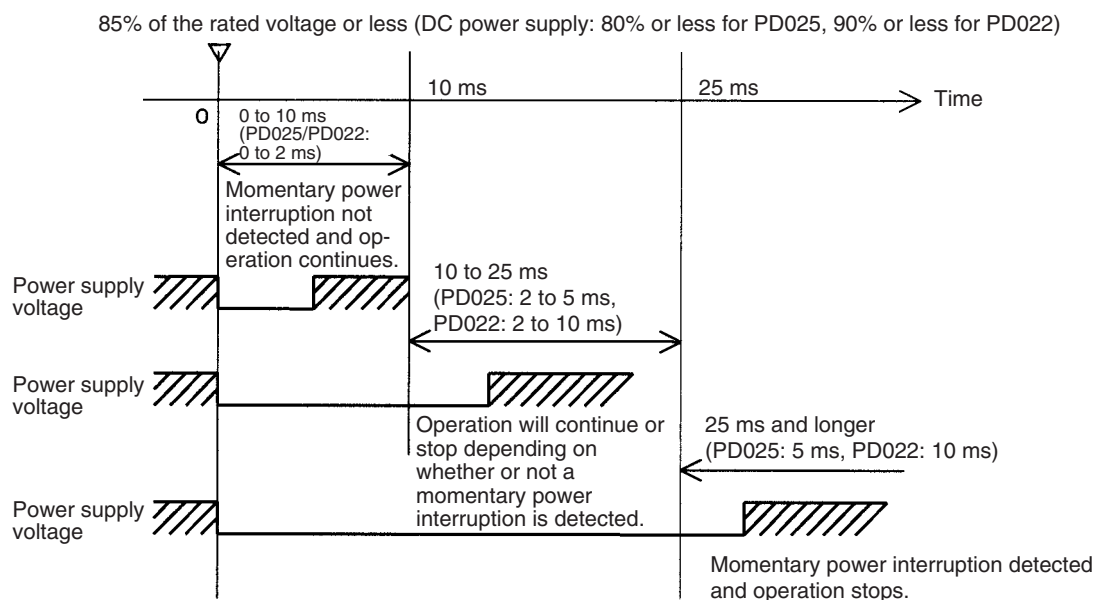 85% of the rated voltage or less (DC power supply: 80% or less for PD025, 90% or less for PD022)
10 ms
25 ms
Time
0
0 to 10 ms
(PD025/PD022:
0 to 2 ms)
Momentary power
interruption not
detected and op-
eration continues.
Power supply
voltage
10 to 25 ms
(PD025: 2 to 5 ms,
PD022: 2 to 10 ms)
Power supply
voltage
Operation will continue or
stop depending on
whether or not a
momentary power
interruption is detected.
25 ms and longer
(PD025: 5 ms, PD022: 10 ms)
Power supply
voltage
Momentary power interruption detected
and operation stops.